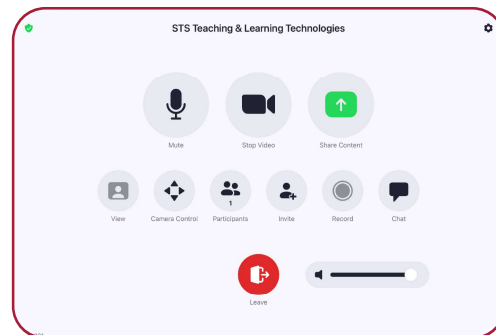 STS Teaching & Learning Technologies
Mute
Stop Video
Share Content
1
View
Camera Control
Participants
Invite
Record
Chat
Leave